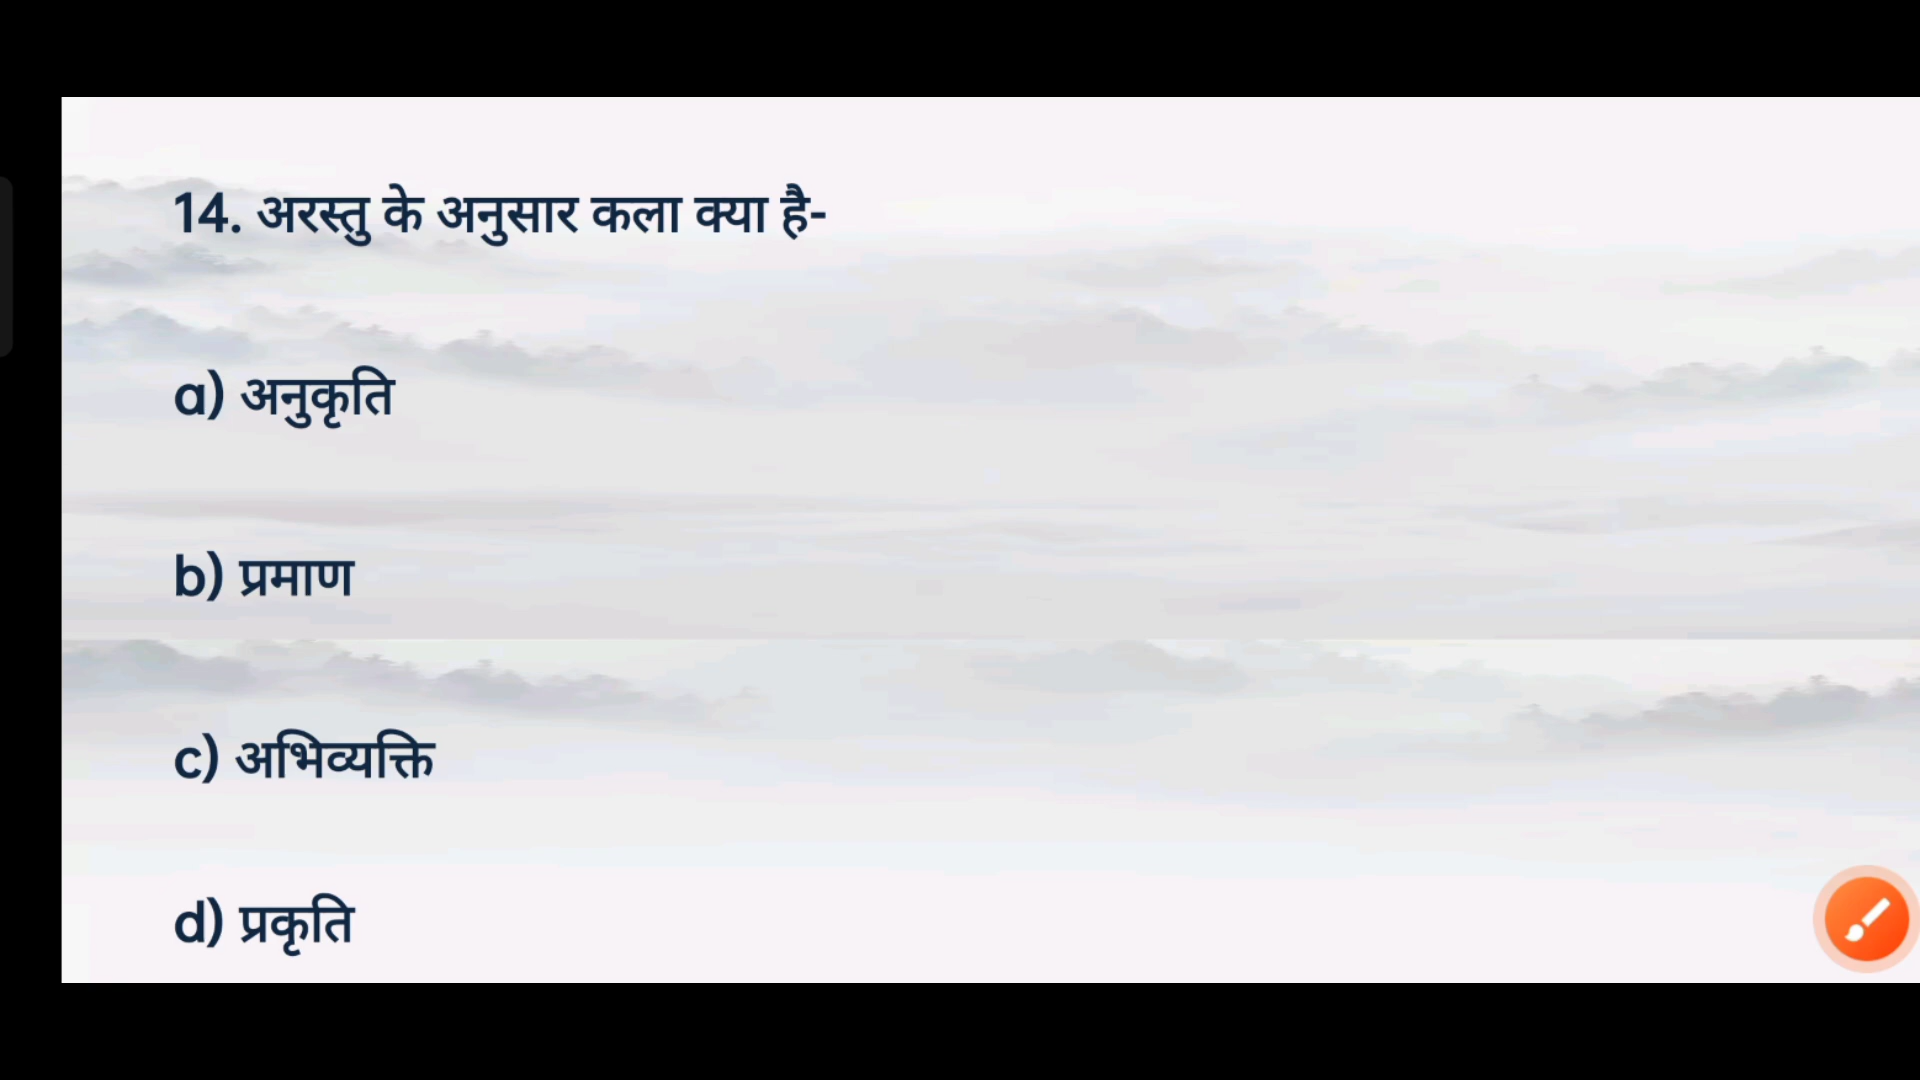 14. अरस्तु के अनुसार कला क्या है-
a) अनुकृति
b) प्रमाण
c) अभिव्यक्ति
d) प्रकृति